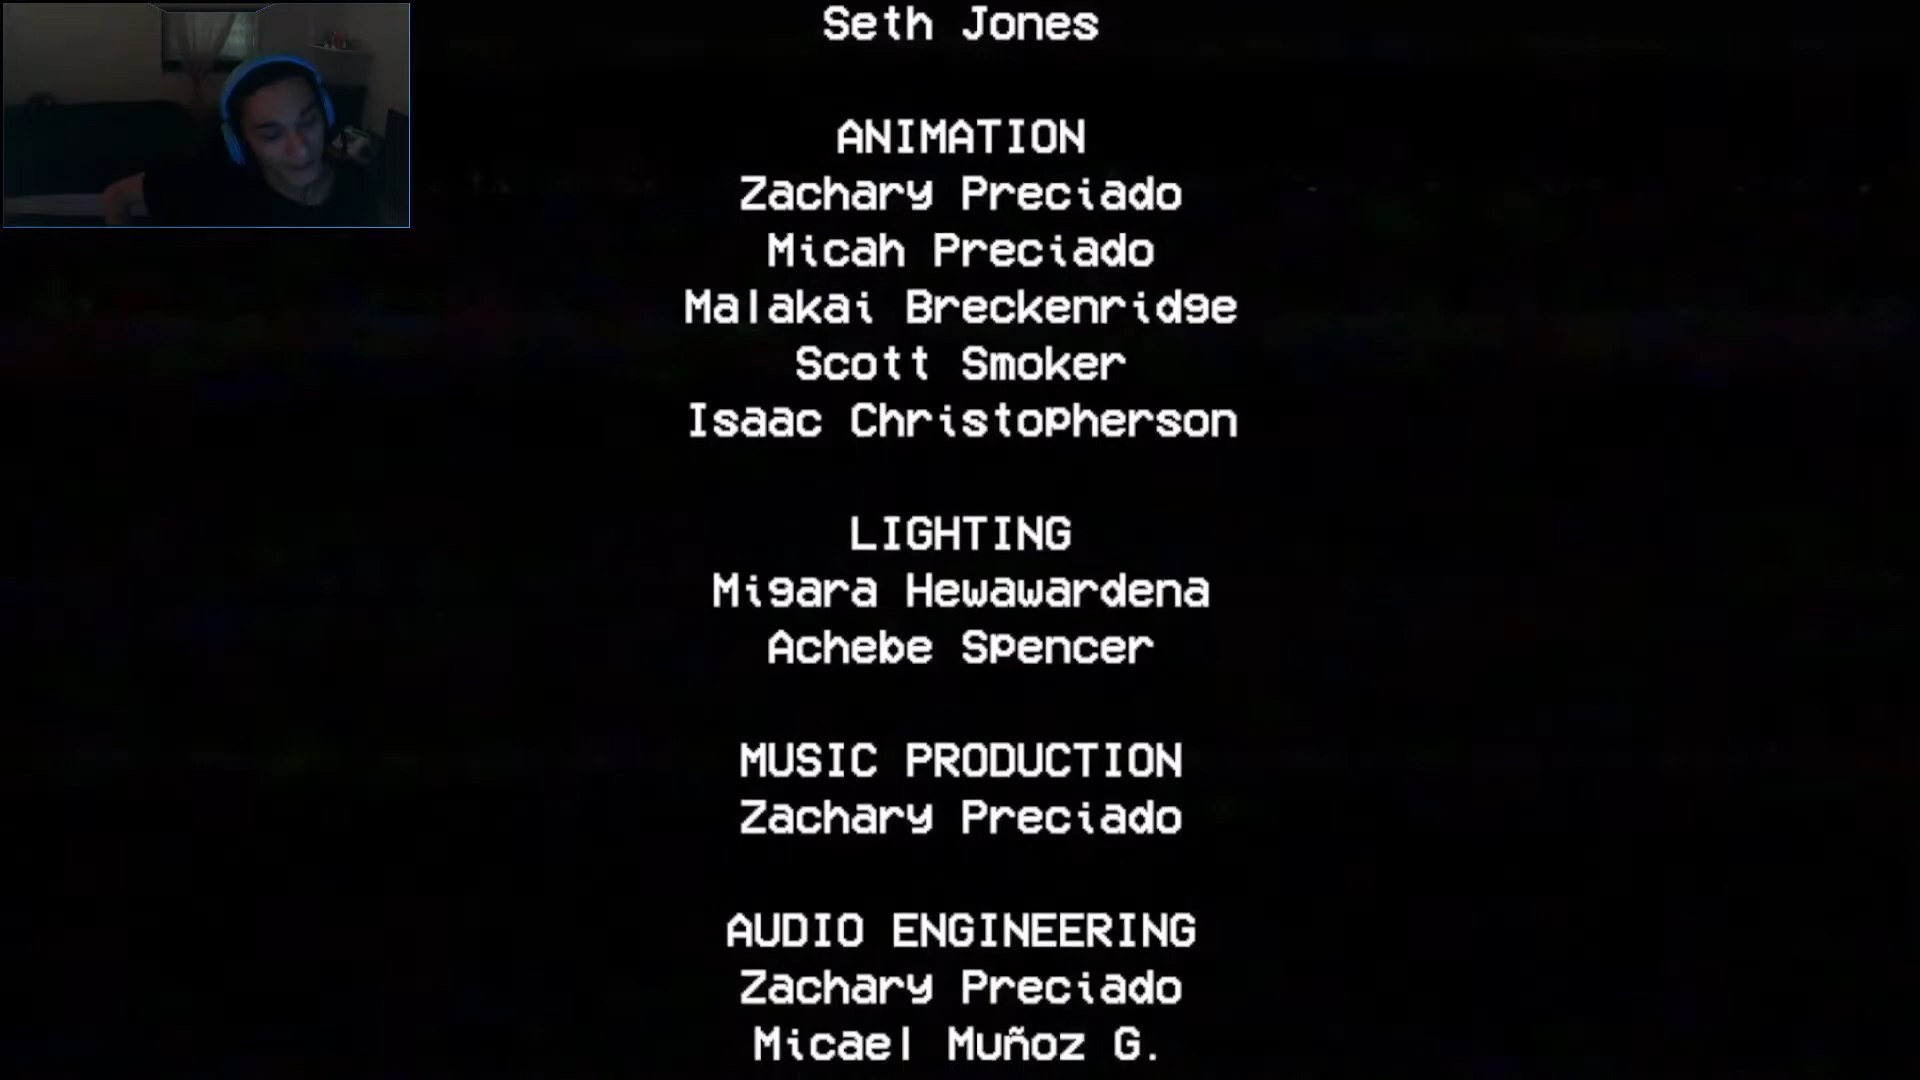 Seth Jones
ANIMATION
Zachary Preciado
Micah Preciado
Malakai Breckenridge
Scott Smoker
Isaac Christopherson
LIGHTING
Migara Hewawardena
Achebe Spencer
MUSIC PRODUCTION
Zachary Preciado
AUDIO ENGINEERING
Zachary Preciado
Micael Muñoz G.